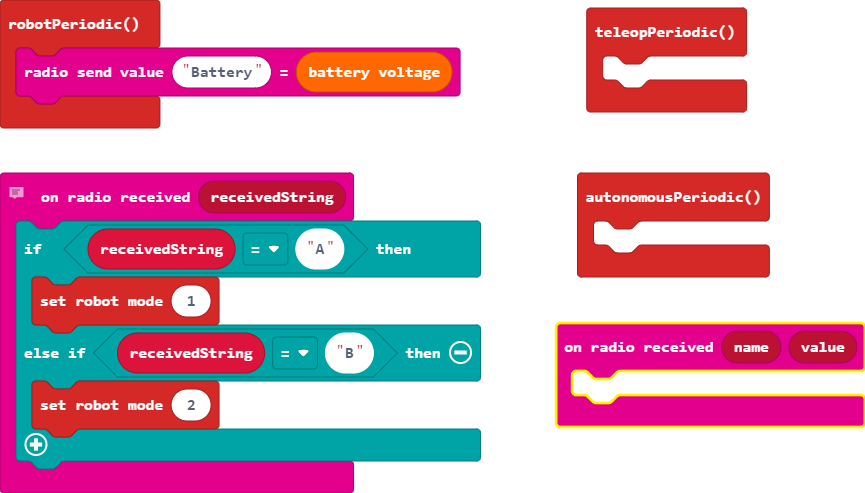 robotPeriodic()
radio send value "Battery" = battery voltage
teleopPeriodic()
on radio received receivedString
if receivedString = "A" then
set robot mode 1
else if receivedString = "B" then
set robot mode 2
autonomousPeriodic()
on radio received name value